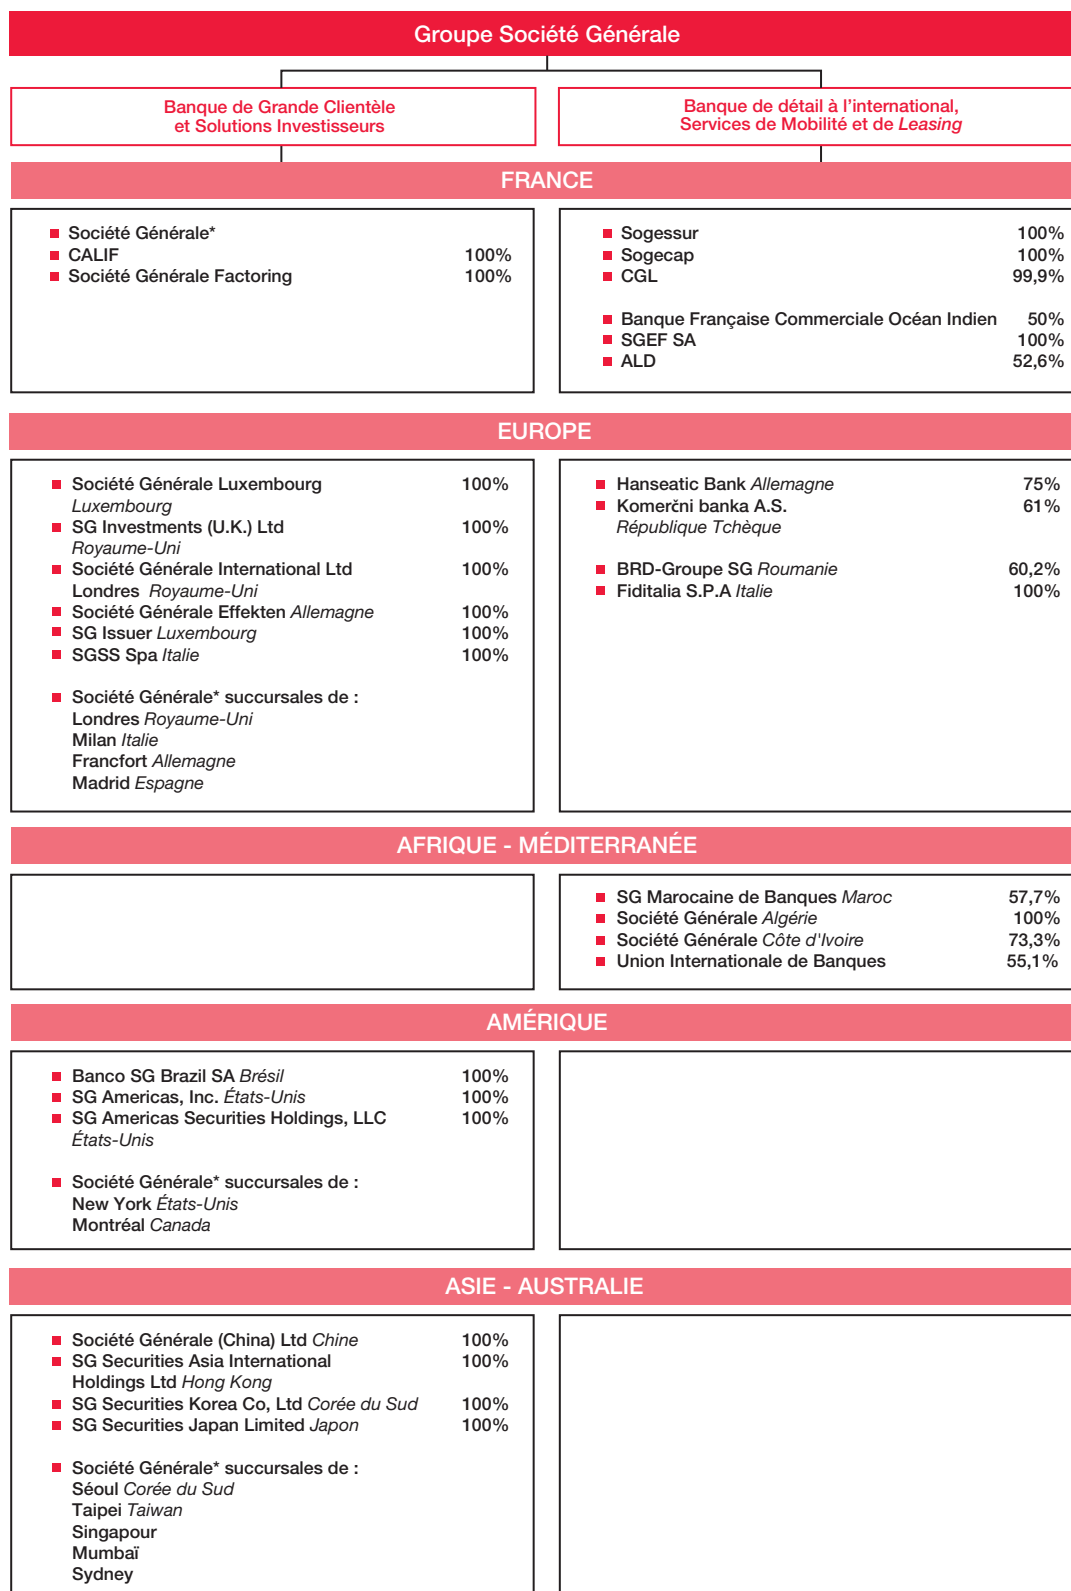 Groupe Société Générale
Banque de Grande Clientèle
et Solutions Investisseurs
Banque de détail à l'international,
Services de Mobilité et de Leasing
FRANCE
Société Générale*
CALIF 100%
Société Générale Factoring 100%
Sogessur 100%
Sogecap 100%
CGL 99,9%
Banque Française Commerciale Océan Indien 50%
SGEF SA 100%
ALD 52,6%
EUROPE
Société Générale Luxembourg 100%
Luxembourg
SG Investments (U.K.) Ltd 100%
Royaume-Uni
Société Générale International Ltd 100%
Londres Royaume-Uni
Société Générale Effekten Allemagne 100%
SG Issuer Luxembourg 100%
SGSS Spa Italie 100%
Société Générale* succursales de :
Londres Royaume-Uni
Milan Italie
Francfort Allemagne
Madrid Espagne
Hanseatic Bank Allemagne 75%
Komerčni banka A.S. 61%
République Tchèque
BRD-Groupe SG Roumanie 60,2%
Fiditalia S.P.A Italie 100%
AFRIQUE - MÉDITERRANÉE
SG Marocaine de Banques Maroc 57,7%
Société Générale Algérie 100%
Société Générale Côte d'Ivoire 73,3%
Union Internationale de Banques 55,1%
AMÉRIQUE
Banco SG Brazil SA Brésil 100%
SG Americas, Inc. États-Unis 100%
SG Americas Securities Holdings, LLC 100%
États-Unis
Société Générale* succursales de :
New York États-Unis
Montréal Canada
ASIE - AUSTRALIE
Société Générale (China) Ltd Chine 100%
SG Securities Asia International 100%
Holdings Ltd Hong Kong
SG Securities Korea Co, Ltd Corée du Sud 100%
SG Securities Japan Limited Japon 100%
Société Générale* succursales de :
Séoul Corée du Sud
Taipei Taiwan
Singapour
Mumbaï
Sydney